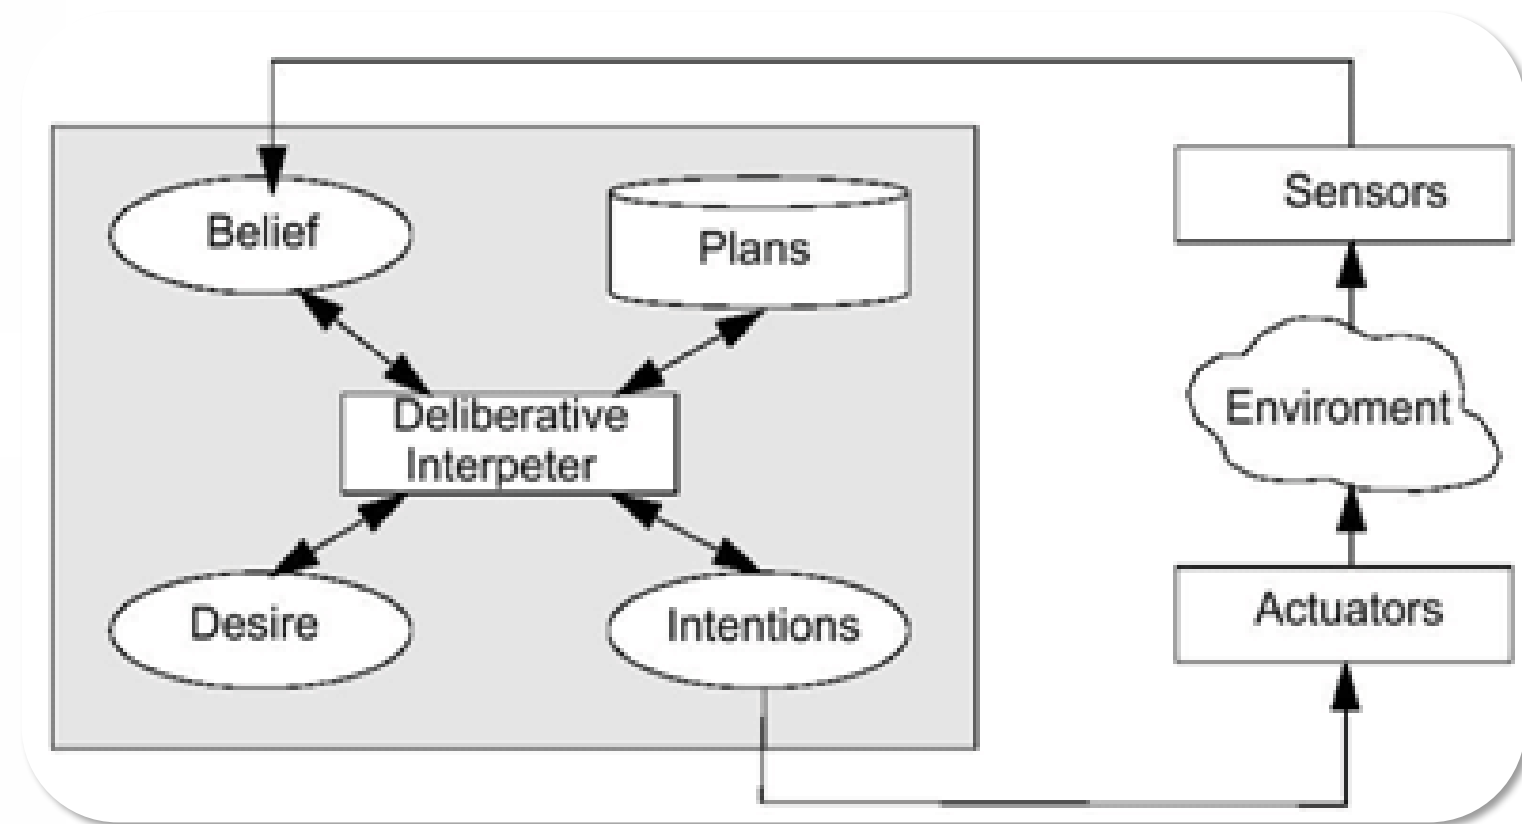 Belief
Plans
Sensors
Deliberative
Interpeter
Enviroment
Desire
Intentions
Actuators